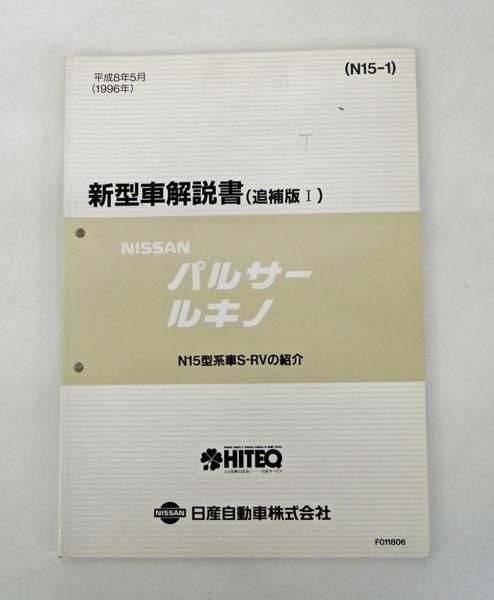 平成8年5月
(1996年)
(N15-1)
T
新型車解説書(追補版Ⅰ)
NISSAN
パルサー
ルキノ
N15型系車S-RVの紹介
HITEQ
NISSAN 日産自動車株式会社
F011806